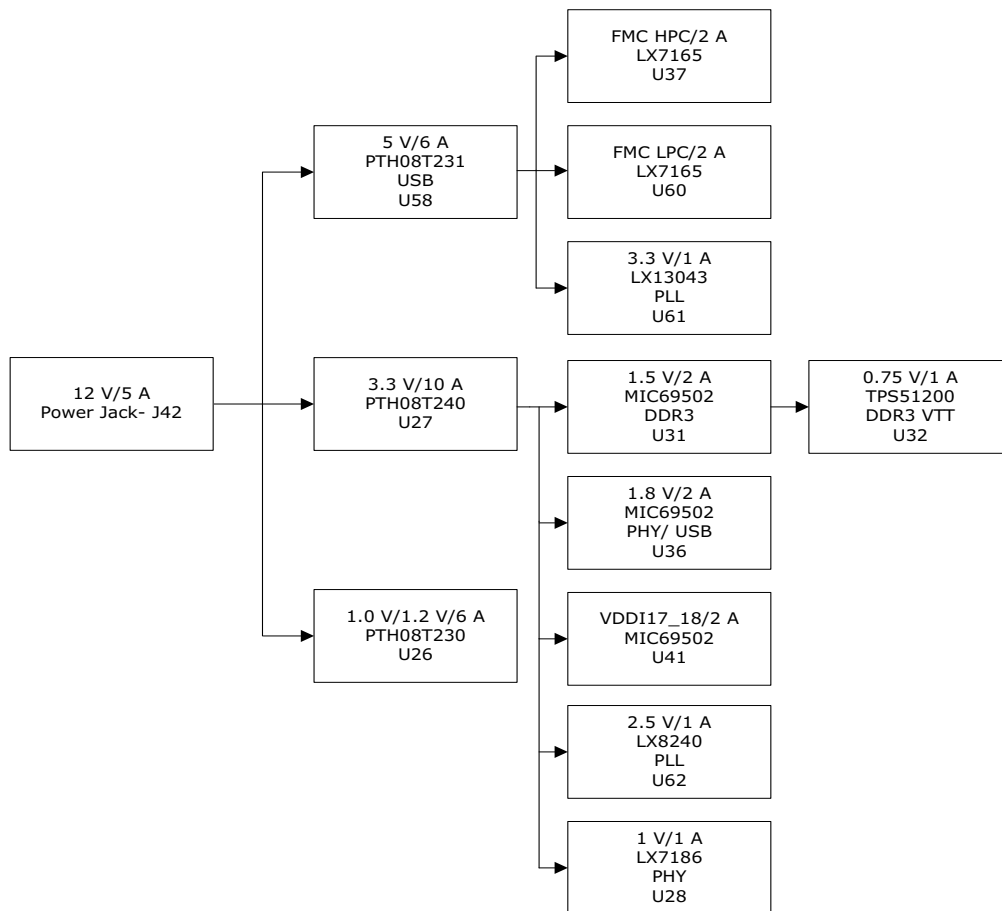 FMC HPC/2 A
LX7165
U37
5 V/6 A
PTH08T231
USB
U58
FMC LPC/2 A
LX7165
U60
3.3 V/1 A
LX13043
PLL
U61
12 V/5 A
Power Jack- J42
3.3 V/10 A
PTH08T240
U27
1.5 V/2 A
MIC69502
DDR3
U31
0.75 V/1 A
TPS51200
DDR3 VTT
U32
1.8 V/2 A
MIC69502
PHY/ USB
U36
1.0 V/1.2 V/6 A
PTH08T230
U26
VDDI17_18/2 A
MIC69502
U41
2.5 V/1 A
LX8240
PLL
U62
1 V/1 A
LX7186
PHY
U28